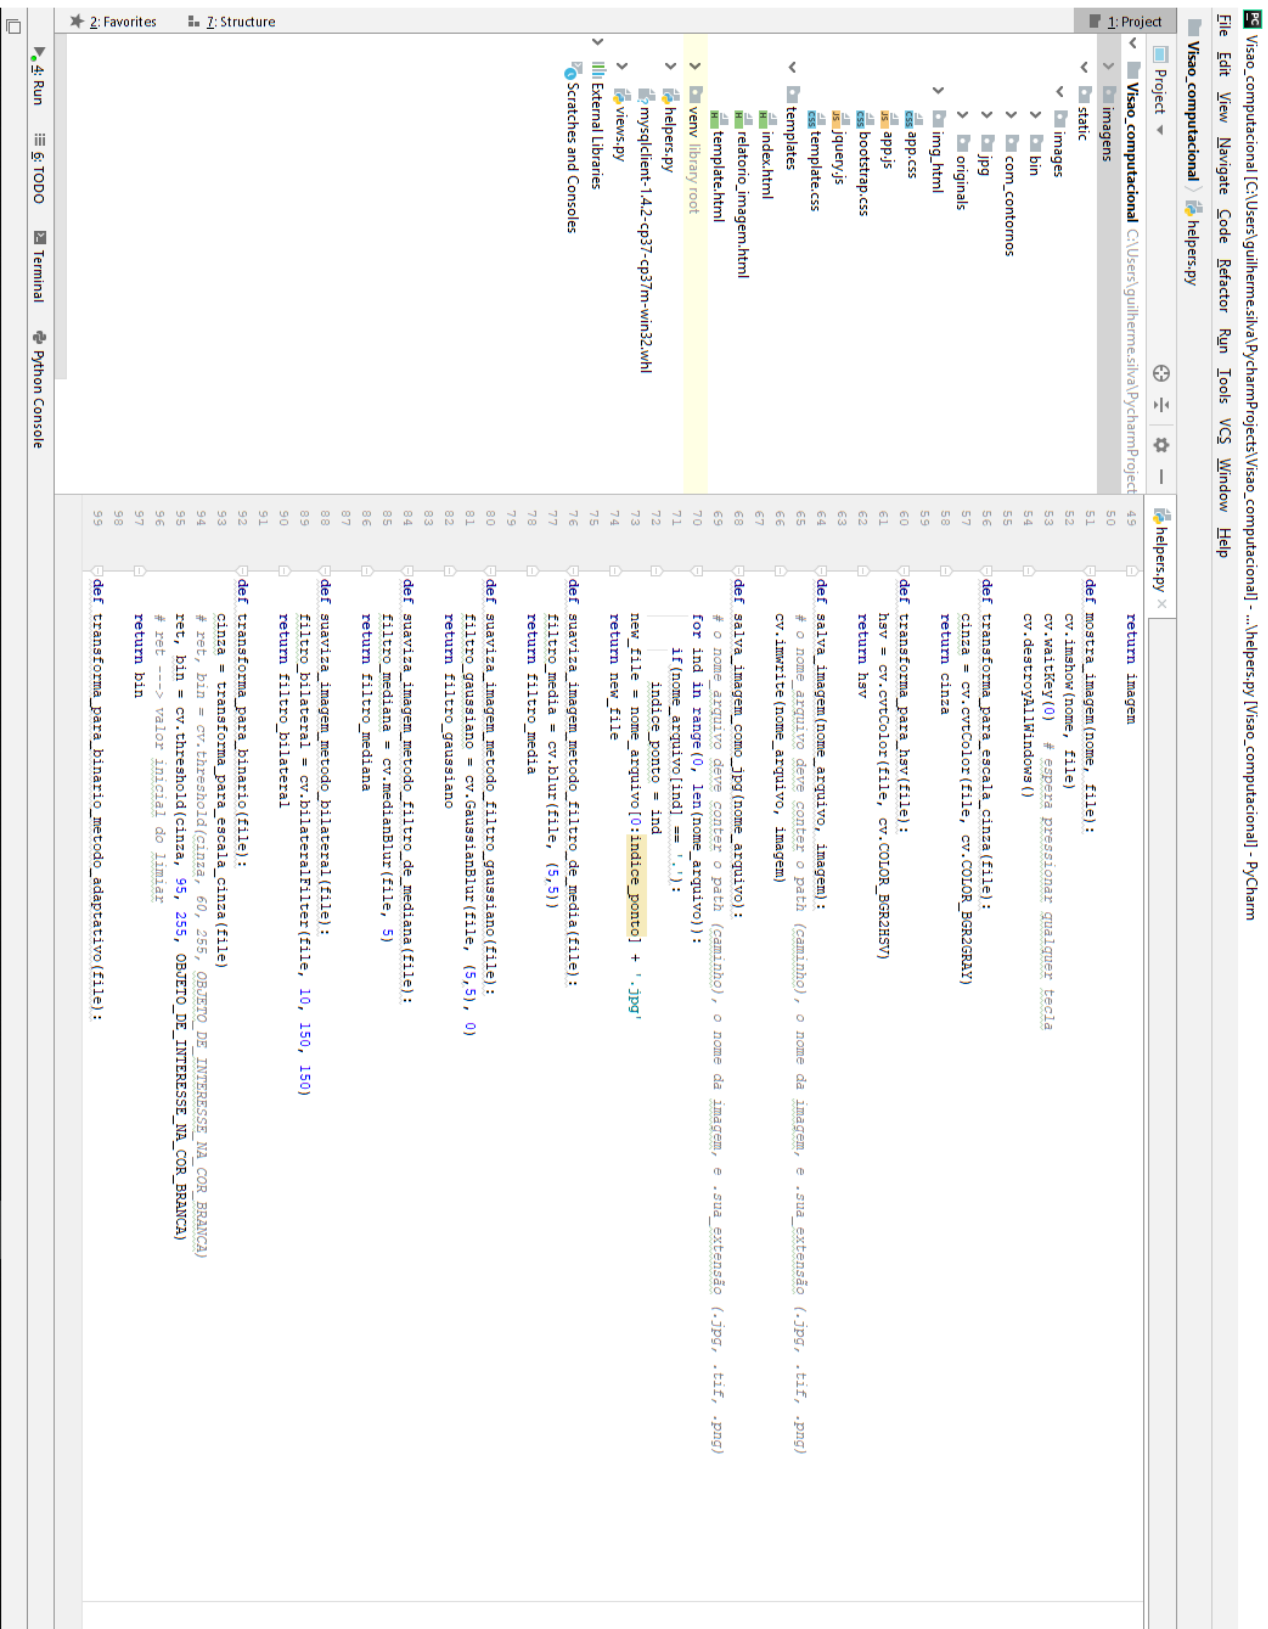 Visao_computacional [C:\Users\guilherme.silva\PycharmProjects\Visao_computacional] - ...\helpers.py [Visao_computacional] - PyCharm
File Edit View Navigate Code Refactor Run Tools VCS Window Help
Visao_computacional helpers.py
1: Project
Project
Visao_computacional C:\Users\guilherme.silva\PycharmProject
imagens
static
images
bin
com_contornos
jpg
originals
img_html
app.css
app.js
bootstrap.css
jquery.js
template.css
templates
index.html
relatorio_imagem.html
template.html
venv library root
helpers.py
mysqlclient-1.4.2-cp37-cp37m-win32.whl
views.py
External Libraries
Scratches and Consoles
helpers.py ×
49 return imagem
50
51 def mostra_imagem(nome, file):
52 cv.imshow(nome, file)
53 cv.waitKey(0) # espera pressionar qualquer tecla
54 cv.destroyAllWindows()
55
56 def transforma_para_escala_cinza(file):
57 cinza = cv.cvtColor(file, cv.COLOR_BGR2GRAY)
58 return cinza
59
60 def transforma_para_hsv(file):
61 hsv = cv.cvtColor(file, cv.COLOR_BGR2HSV)
62 return hsv
63
64 def salva_imagem(nome_arquivo, imagem):
65 # o nome_arquivo deve conter o path (caminho), o nome da imagem, e .sua_extensão (.jpg, .tif, .png)
66 cv.imwrite(nome_arquivo, imagem)
67
68 def salva_imagem_como_jpg(nome_arquivo):
69 # o nome_arquivo deve conter o path (caminho), o nome da imagem, e .sua_extensão (.jpg, .tif, .png)
70 for ind in range(0, len(nome_arquivo)):
71 if(nome_arquivo[ind] == '.'):
72 indice_ponto = ind
73 new_file = nome_arquivo[0:indice_ponto] + '.jpg'
74 return new_file
75
76 def suaviza_imagem_metodo_filtro_de_media(file):
77 filtro_media = cv.blur(file, (5,5))
78 return filtro_media
79
80 def suaviza_imagem_metodo_filtro_gaussiano(file):
81 filtro_gaussiano = cv.GaussianBlur(file, (5,5), 0)
82 return filtro_gaussiano
83
84 def suaviza_imagem_metodo_filtro_de_mediana(file):
85 filtro_mediana = cv.medianBlur(file, 5)
86 return filtro_mediana
87
88 def suaviza_imagem_metodo_bilateral(file):
89 filtro_bilateral = cv.bilateralFilter(file, 10, 150, 150)
90 return filtro_bilateral
91
92 def transforma_para_binario(file):
93 cinza = transforma_para_escala_cinza(file)
94 # ret, bin = cv.threshold(cinza, 60, 255, OBJETO_DE_INTERESSE_NA_COR_BRANCA)
95 ret, bin = cv.threshold(cinza, 95, 255, OBJETO_DE_INTERESSE_NA_COR_BRANCA)
96 # ret ---> valor inicial do limiar
97 return bin
98
99 def transforma_para_binario_metodo_adaptativo(file):
2: Favorites
7: Structure
4: Run 6: TODO Terminal Python Console